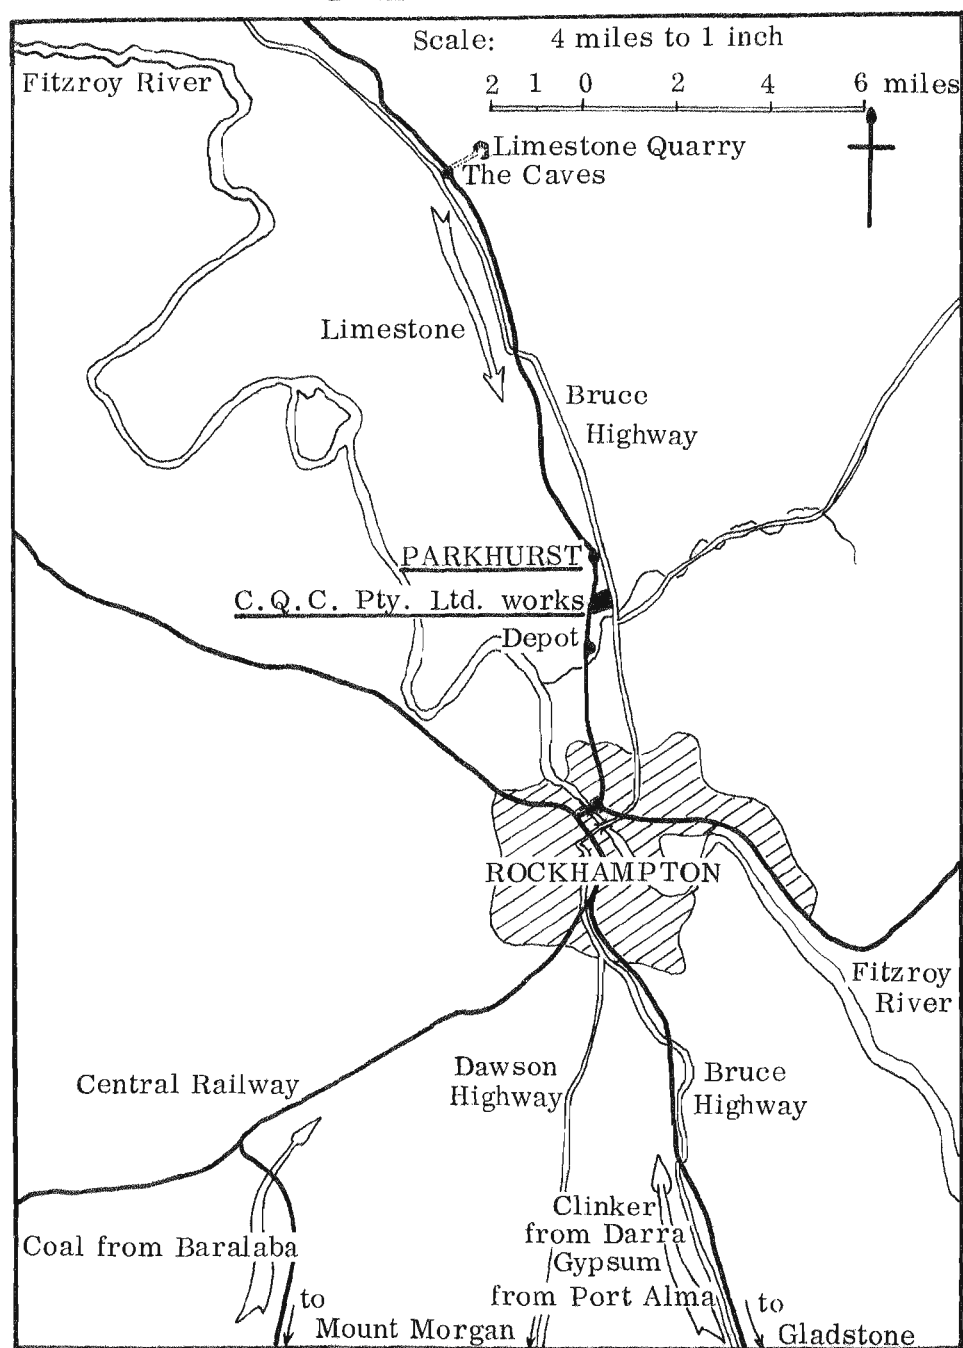 Scale: 4 miles to 1 inch
2 1 0 2 4 6 miles
Fitzroy River
Limestone Quarry
The Caves
Limestone
Bruce
Highway
PARKHURST
C.Q.C. Pty. Ltd. works
Depot
ROCKHAMPTON
Fitzroy
River
Central Railway
Dawson
Highway
Bruce
Highway
Coal from Baralaba
Clinker
from Darra
Gypsum
from Port Alma
to
Mount Morgan
to
Gladstone